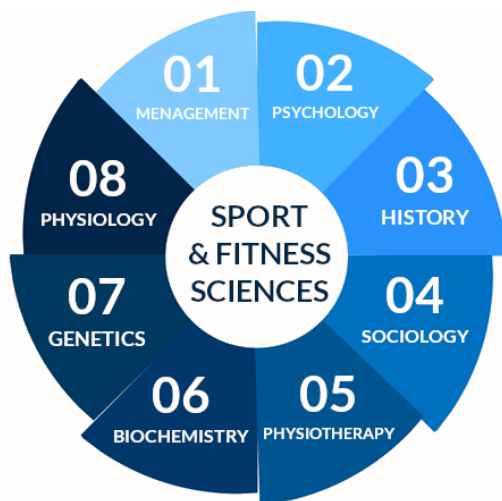 01
MENAGEMENT
02
PSYCHOLOGY
03
HISTORY
04
SOCIOLOGY
05
PHYSIOTHERAPY
06
BIOCHEMISTRY
07
GENETICS
08
PHYSIOLOGY
SPORT
& FITNESS
SCIENCES